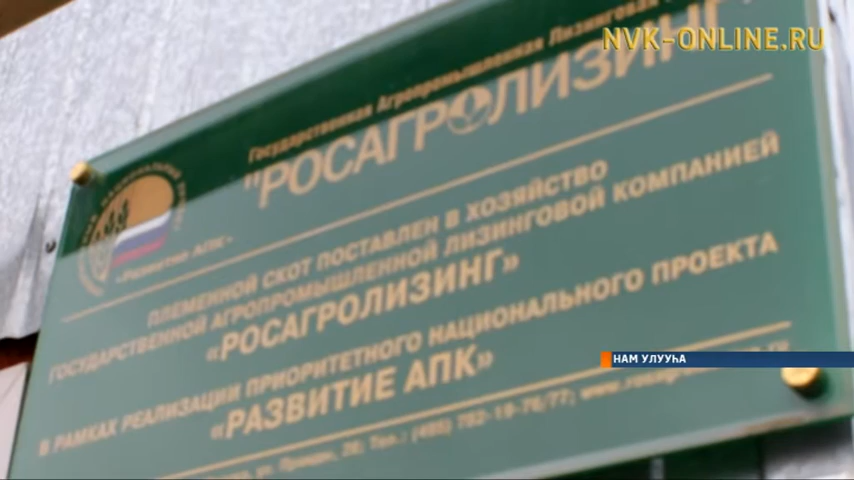 NVK-ONLINE.RU
Государственная Агропромышленная Лизинговая
"РОСАГРОЛИЗИНГ"
«Развитие АПК»
ПЛЕМЕННОЙ СКОТ ПОСТАВЛЕН В ХОЗЯЙСТВО
ГОСУДАРСТВЕННОЙ АГРОПРОМЫШЛЕННОЙ ЛИЗИНГОВОЙ КОМПАНИЕЙ
«РОСАГРОЛИЗИНГ»
В РАМКАХ РЕАЛИЗАЦИИ ПРИОРИТЕТНОГО НАЦИОНАЛЬНОГО ПРОЕКТА
«РАЗВИТИЕ АПК»
НАМ УЛУУҺА